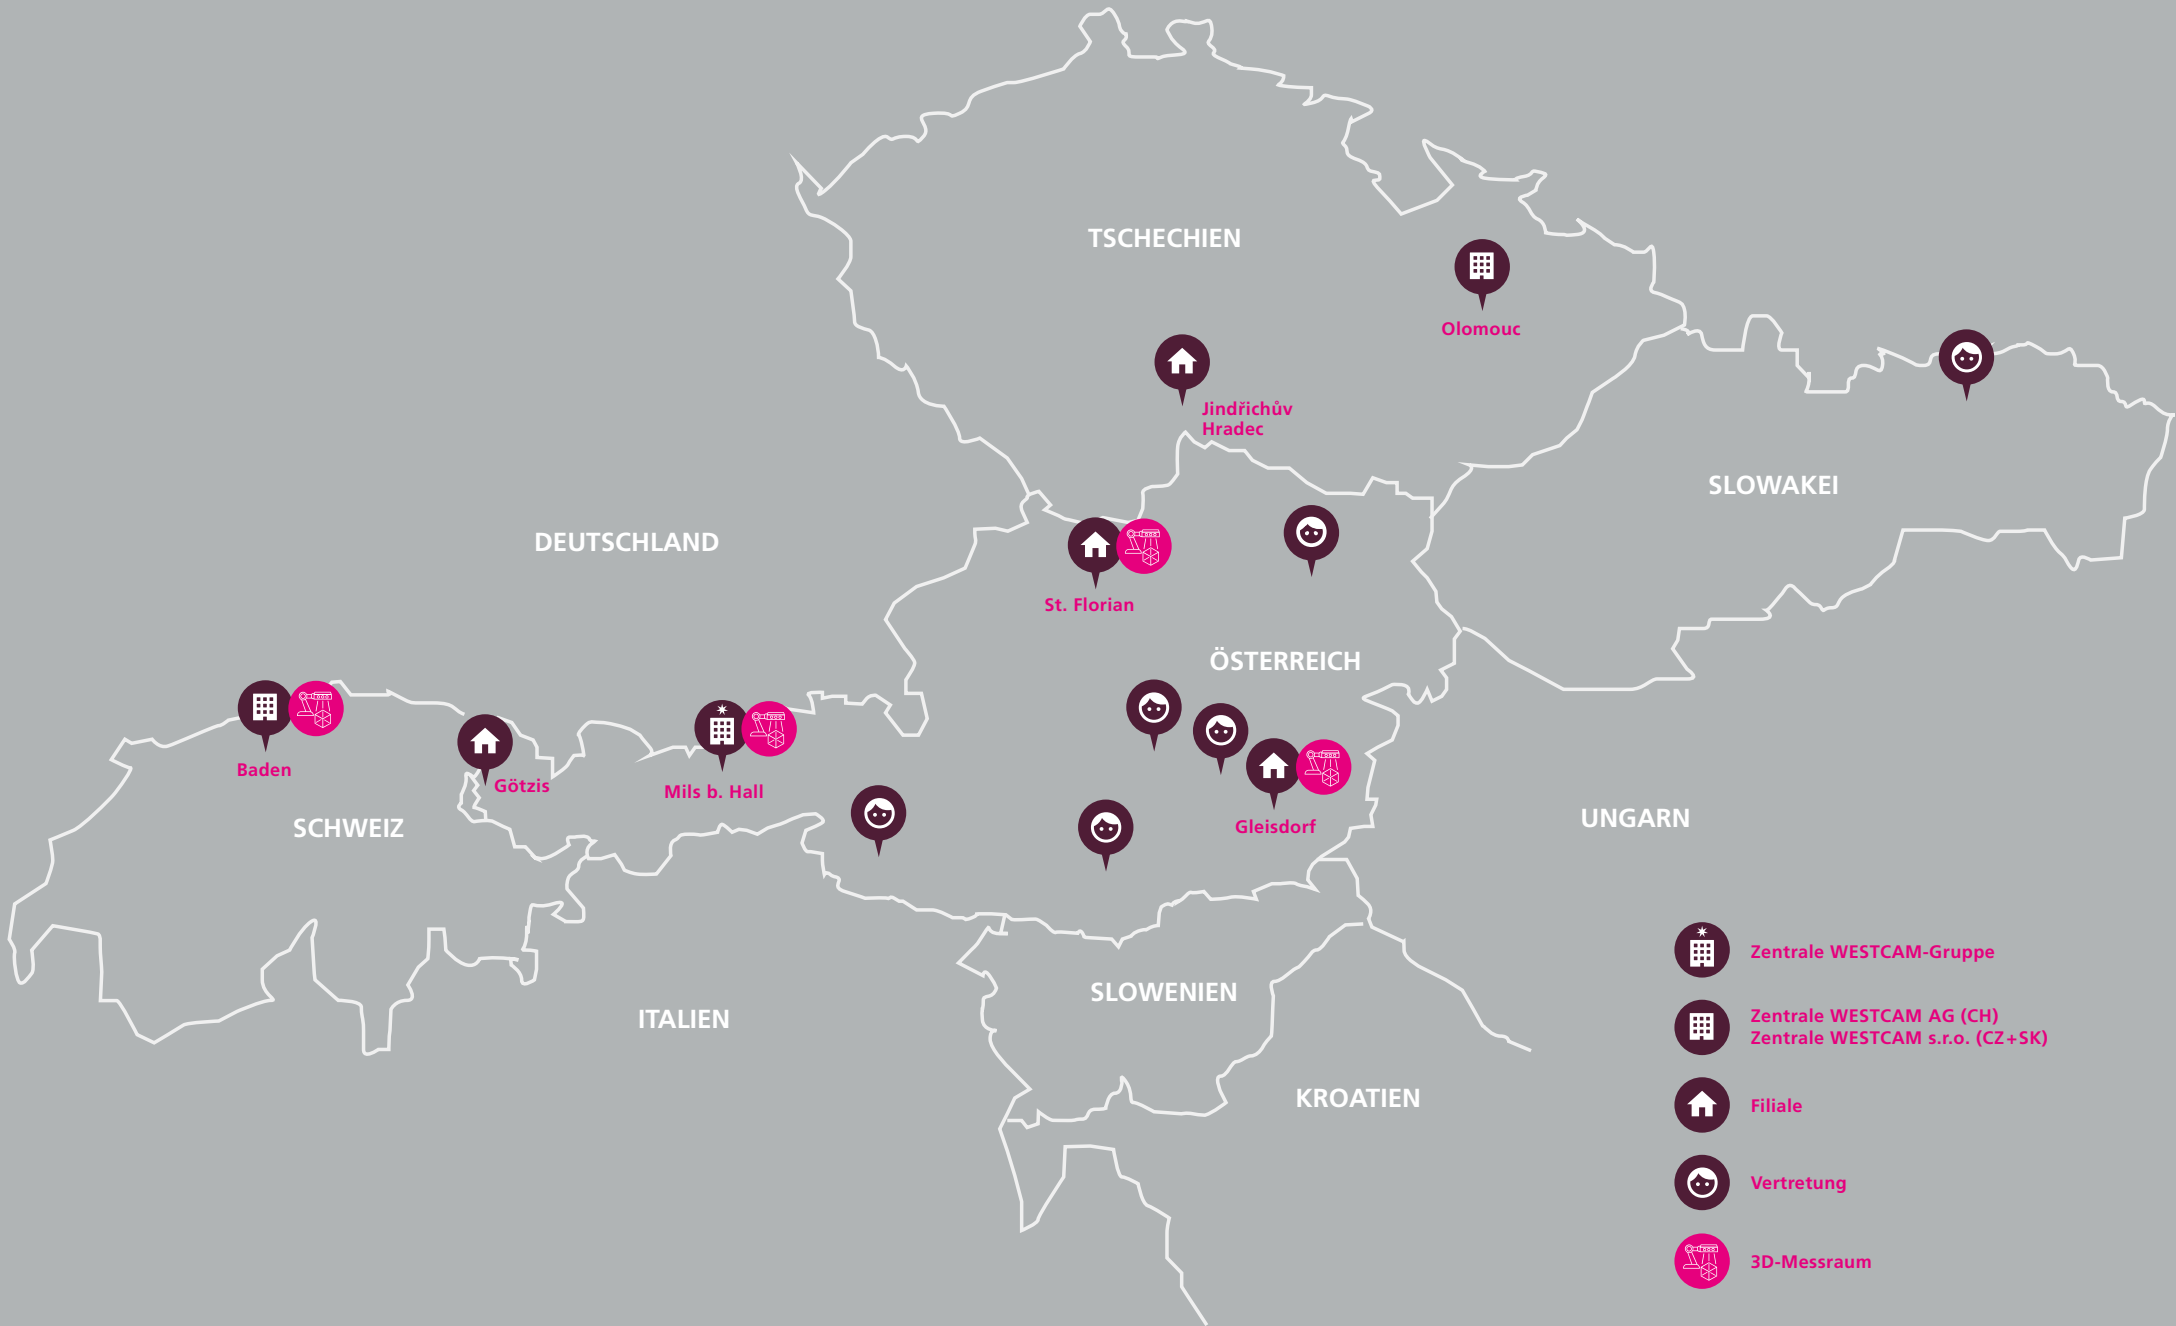 TSCHECHIEN
Olomouc
Jindřichův
Hradec
SLOWAKEI
DEUTSCHLAND
St. Florian
ÖSTERREICH
Baden
Götzis
Mils b. Hall
Gleisdorf
SCHWEIZ
UNGARN
Zentrale WESTCAM-Gruppe
SLOWENIEN
ITALIEN
Zentrale WESTCAM AG (CH)
Zentrale WESTCAM s.r.o. (CZ+SK)
KROATIEN
Filiale
Vertretung
3D-Messraum